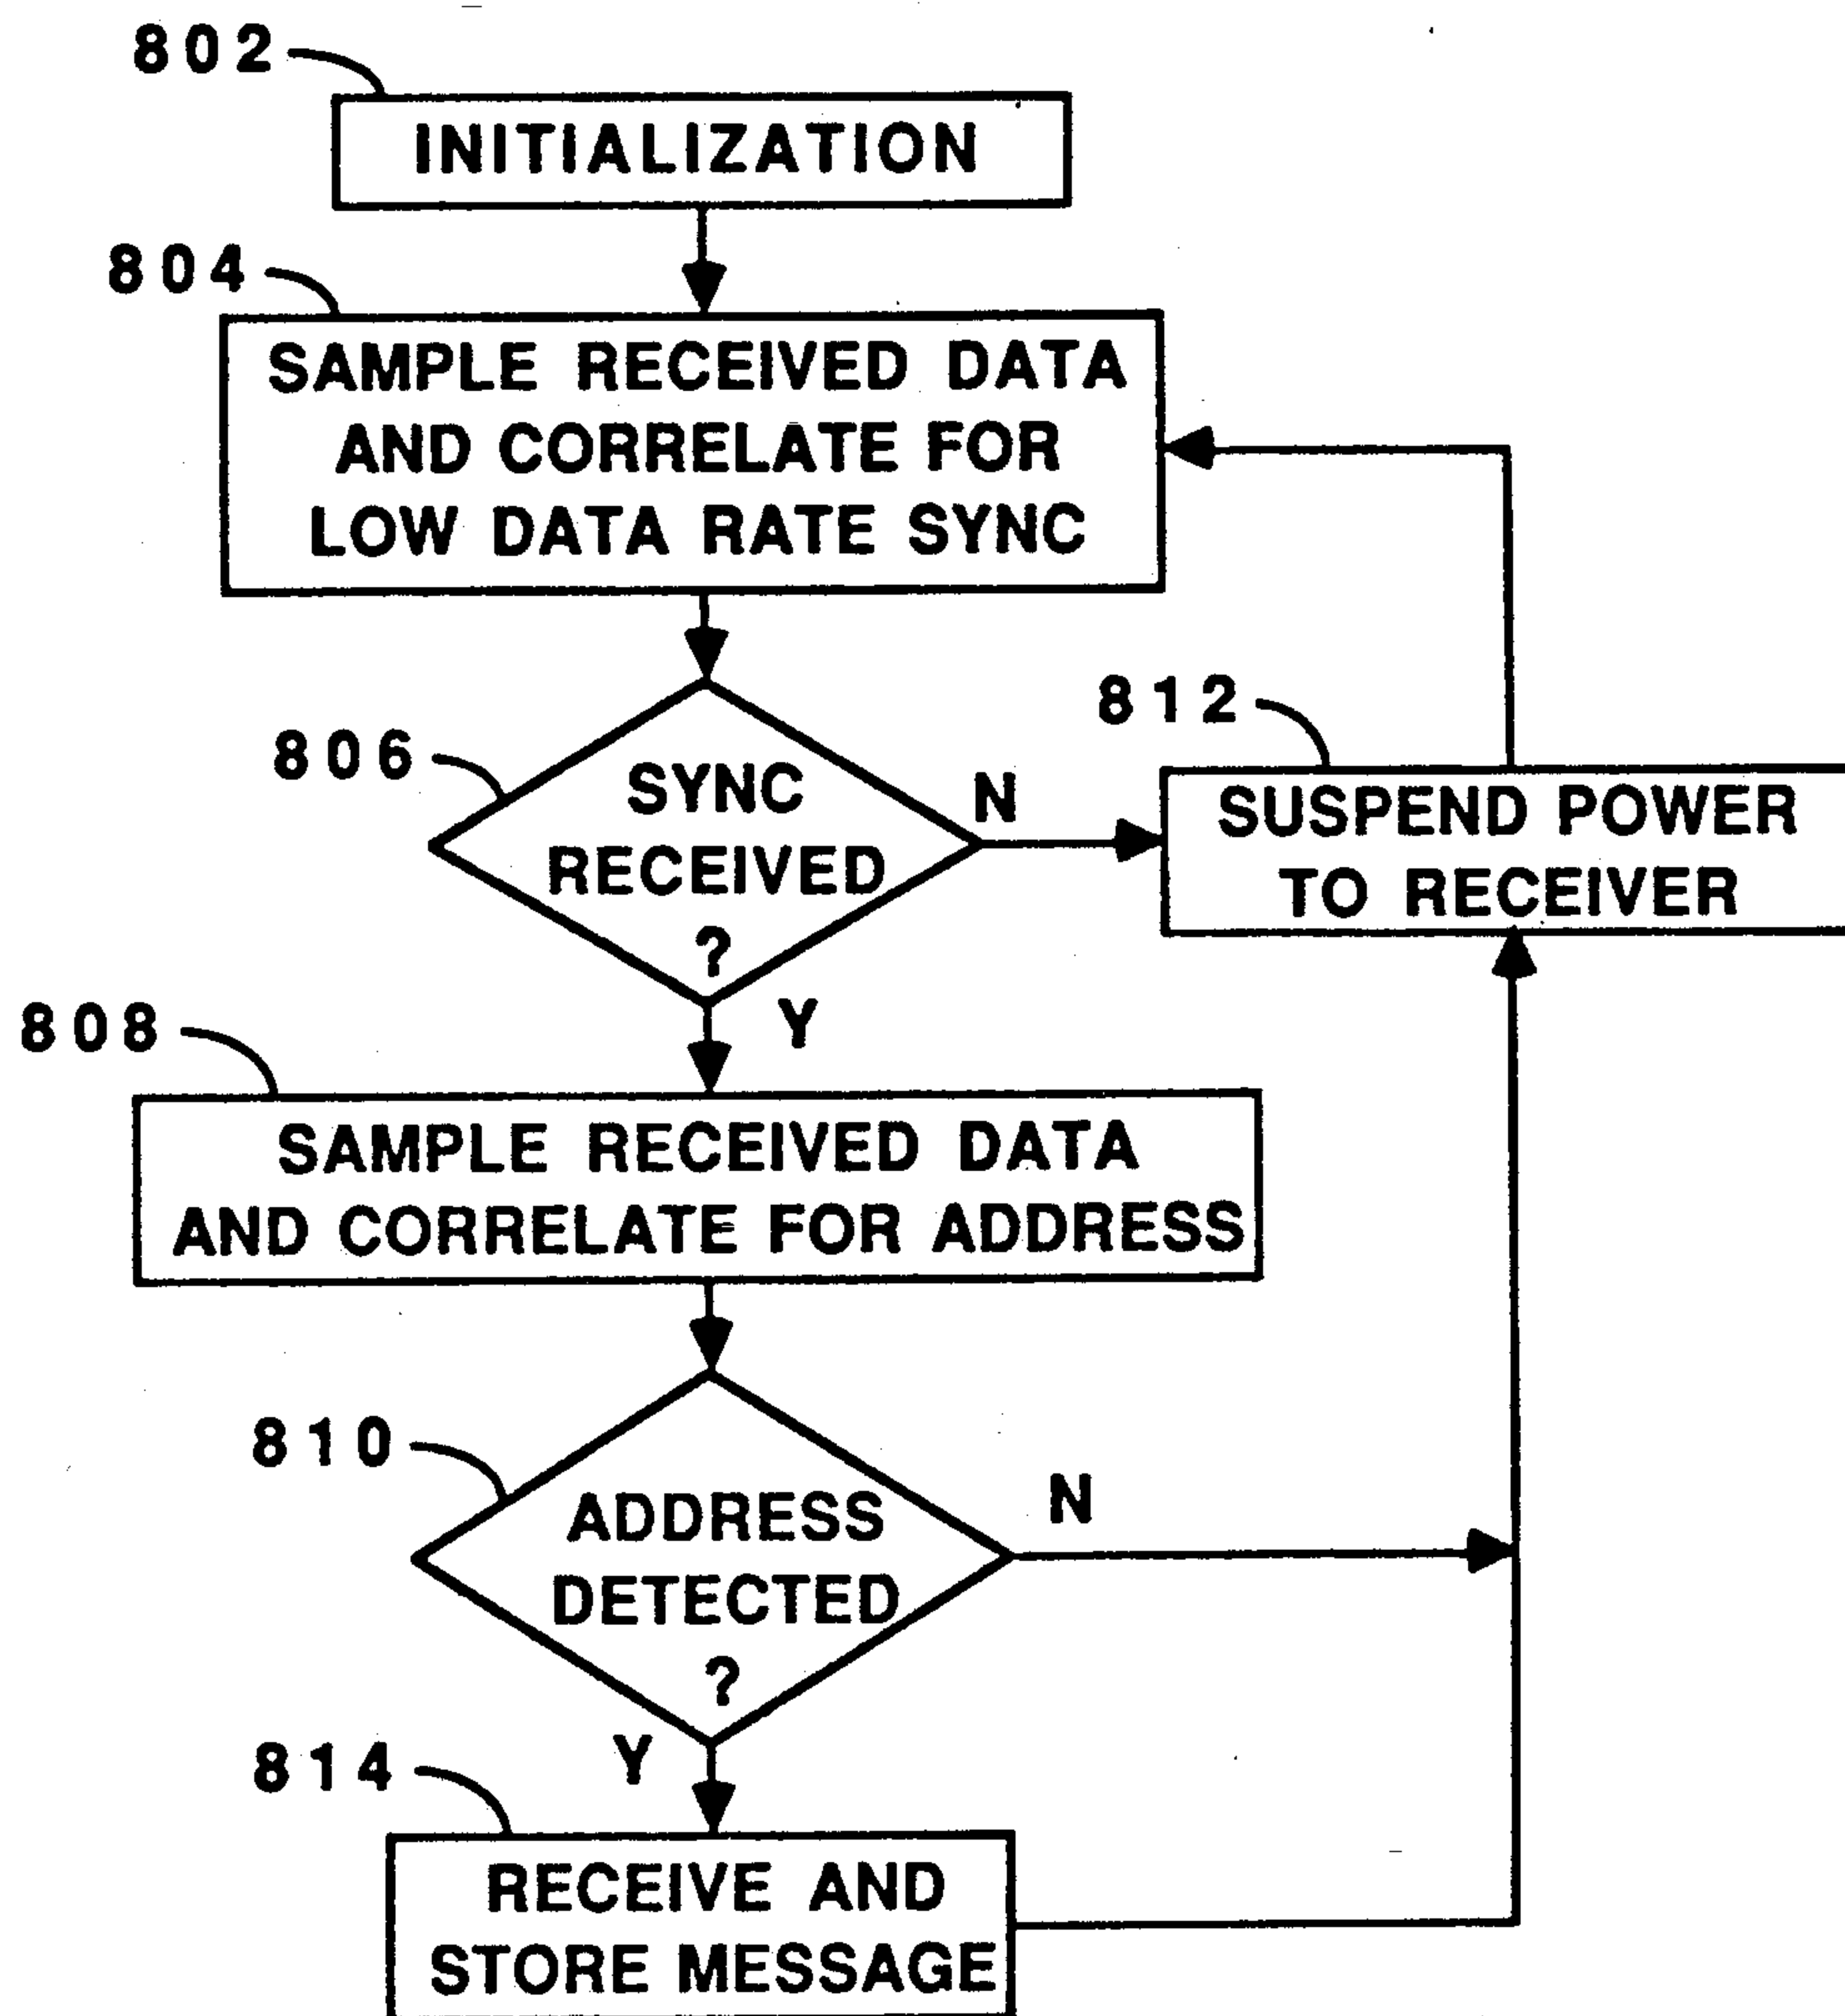 802
INITIALIZATION
804
SAMPLE RECEIVED DATA
AND CORRELATE FOR
LOW DATA RATE SYNC
806
SYNC
RECEIVED
?
N
Y
812
SUSPEND POWER
TO RECEIVER
808
SAMPLE RECEIVED DATA
AND CORRELATE FOR ADDRESS
810
ADDRESS
DETECTED
?
N
Y
814
RECEIVE AND
STORE MESSAGE